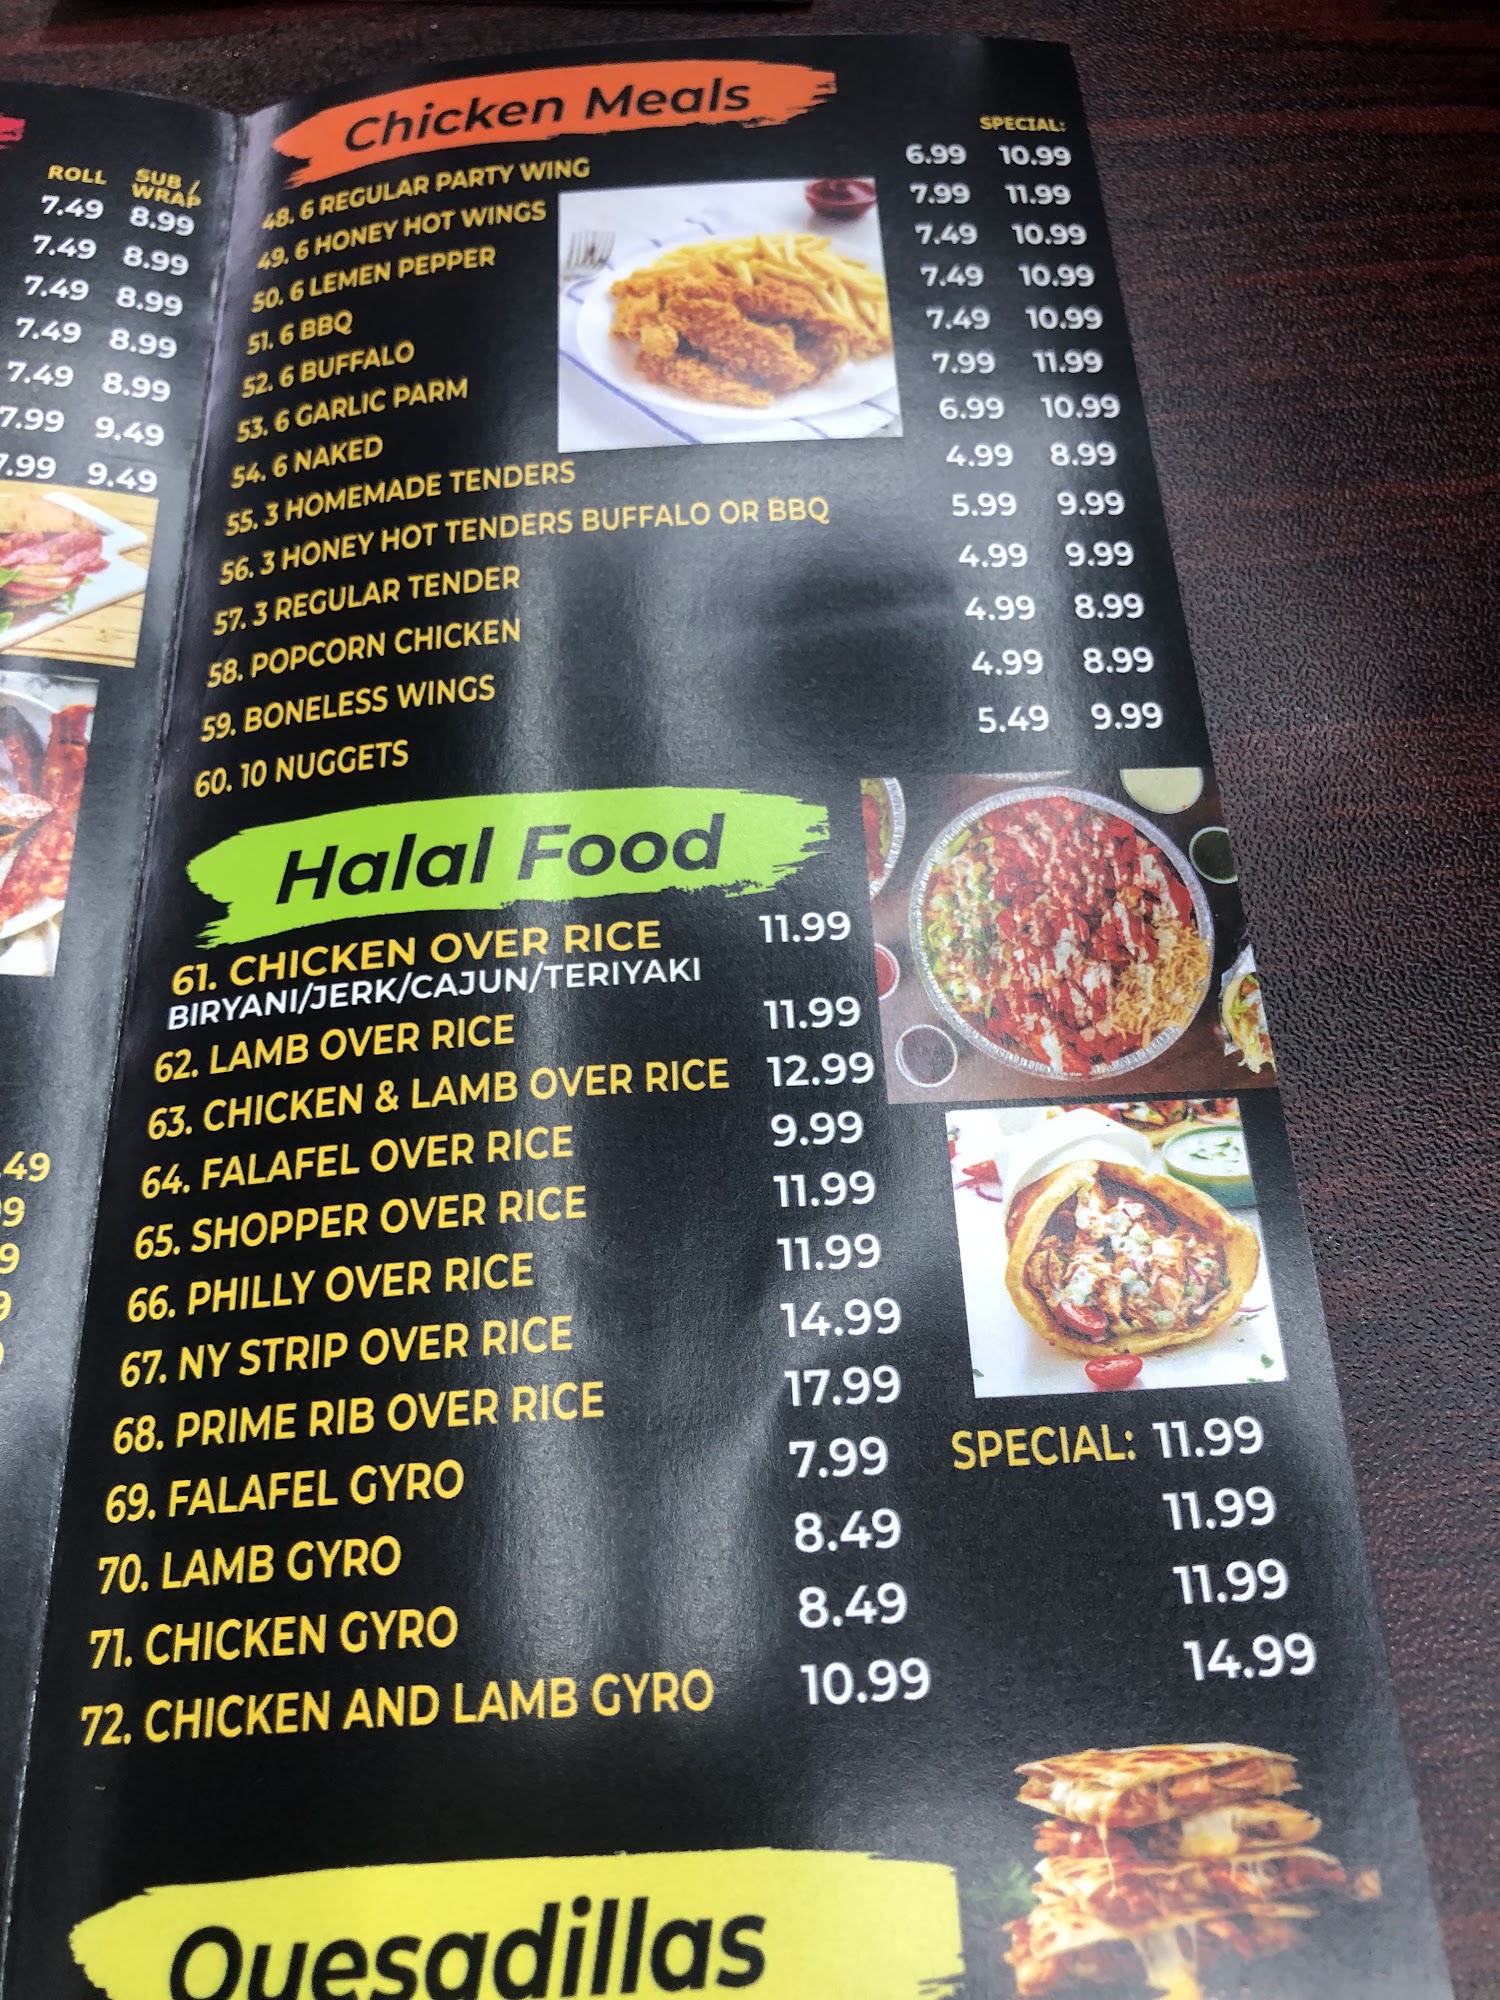 ROLL SUB / WRAP
7.49 8.99
7.49 8.99
7.49 8.99
7.49 8.99
7.49 8.99
7.99 9.49
7.99 9.49
Chicken Meals
SPECIAL:
48. 6 REGULAR PARTY WING 6.99 10.99
49. 6 HONEY HOT WINGS 7.99 11.99
50. 6 LEMEN PEPPER 7.49 10.99
51. 6 BBQ 7.49 10.99
52. 6 BUFFALO 7.49 10.99
53. 6 GARLIC PARM 7.99 11.99
54. 6 NAKED 6.99 10.99
55. 3 HOMEMADE TENDERS 4.99 8.99
56. 3 HONEY HOT TENDERS BUFFALO OR BBQ 5.99 9.99
57. 3 REGULAR TENDER 4.99 9.99
58. POPCORN CHICKEN 4.99 8.99
59. BONELESS WINGS 4.99 8.99
60. 10 NUGGETS 5.49 9.99
Halal Food
61. CHICKEN OVER RICE 11.99
BIRYANI/JERK/CAJUN/TERIYAKI
62. LAMB OVER RICE 11.99
63. CHICKEN & LAMB OVER RICE 12.99
64. FALAFEL OVER RICE 9.99
65. SHOPPER OVER RICE 11.99
66. PHILLY OVER RICE 11.99
67. NY STRIP OVER RICE 14.99
68. PRIME RIB OVER RICE 17.99
69. FALAFEL GYRO 7.99 SPECIAL: 11.99
70. LAMB GYRO 8.49 11.99
71. CHICKEN GYRO 8.49 11.99
72. CHICKEN AND LAMB GYRO 10.99 14.99
Quesadillas